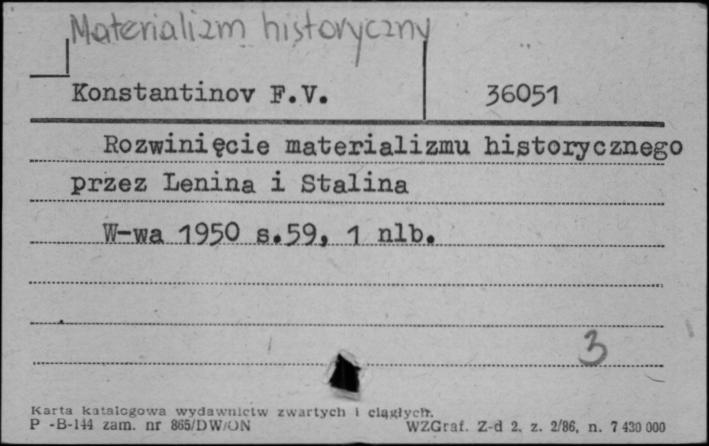 Materializm historyczny
Konstantinov F.V. 36051
Rozwinięcie materializmu historycznego
przez Lenina i Stalina
W-wa 1950 s.59, 1 nlb.
3
Karta katalogowa wydawnictw zwartych i ciągłych.
P -B-144 zam. nr 865/DW/ON WZGraf. Z-d 2. z. 2/86, n. 7 430 000